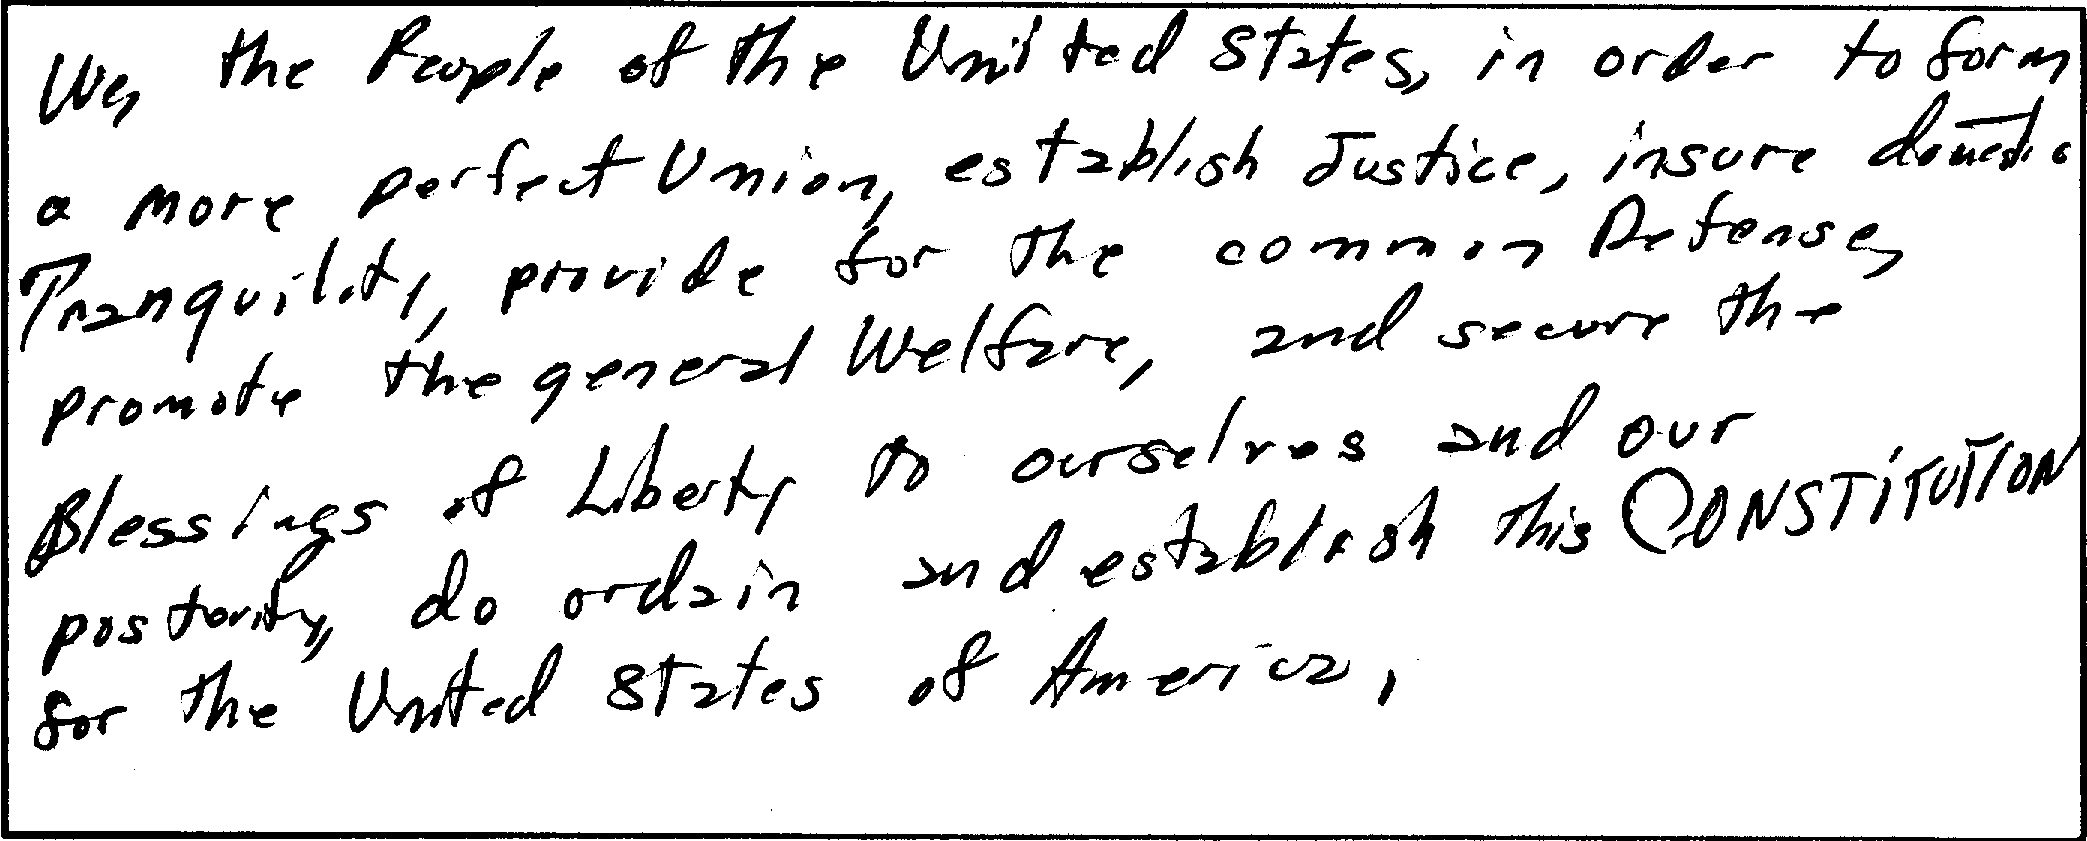 We, the People of the United States, in order to form
a more perfect Union, establish Justice, insure domestic
Tranquility, provide for the common Defense,
promote the general Welfare, and secure the
Blessings of Liberty to ourselves and our
posterity, do ordain and establish this CONSTITUTION
for the United States of America.